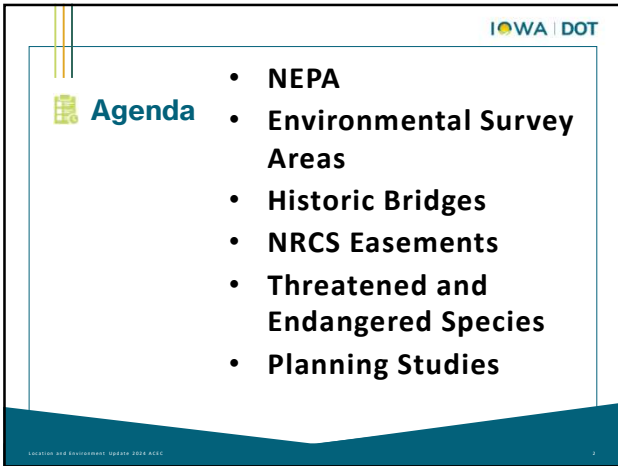 IOWA DOT
Agenda
• NEPA
• Environmental Survey
Areas
• Historic Bridges
• NRCS Easements
• Threatened and
Endangered Species
• Planning Studies
Location and Environment Update 2024 ACEC
2